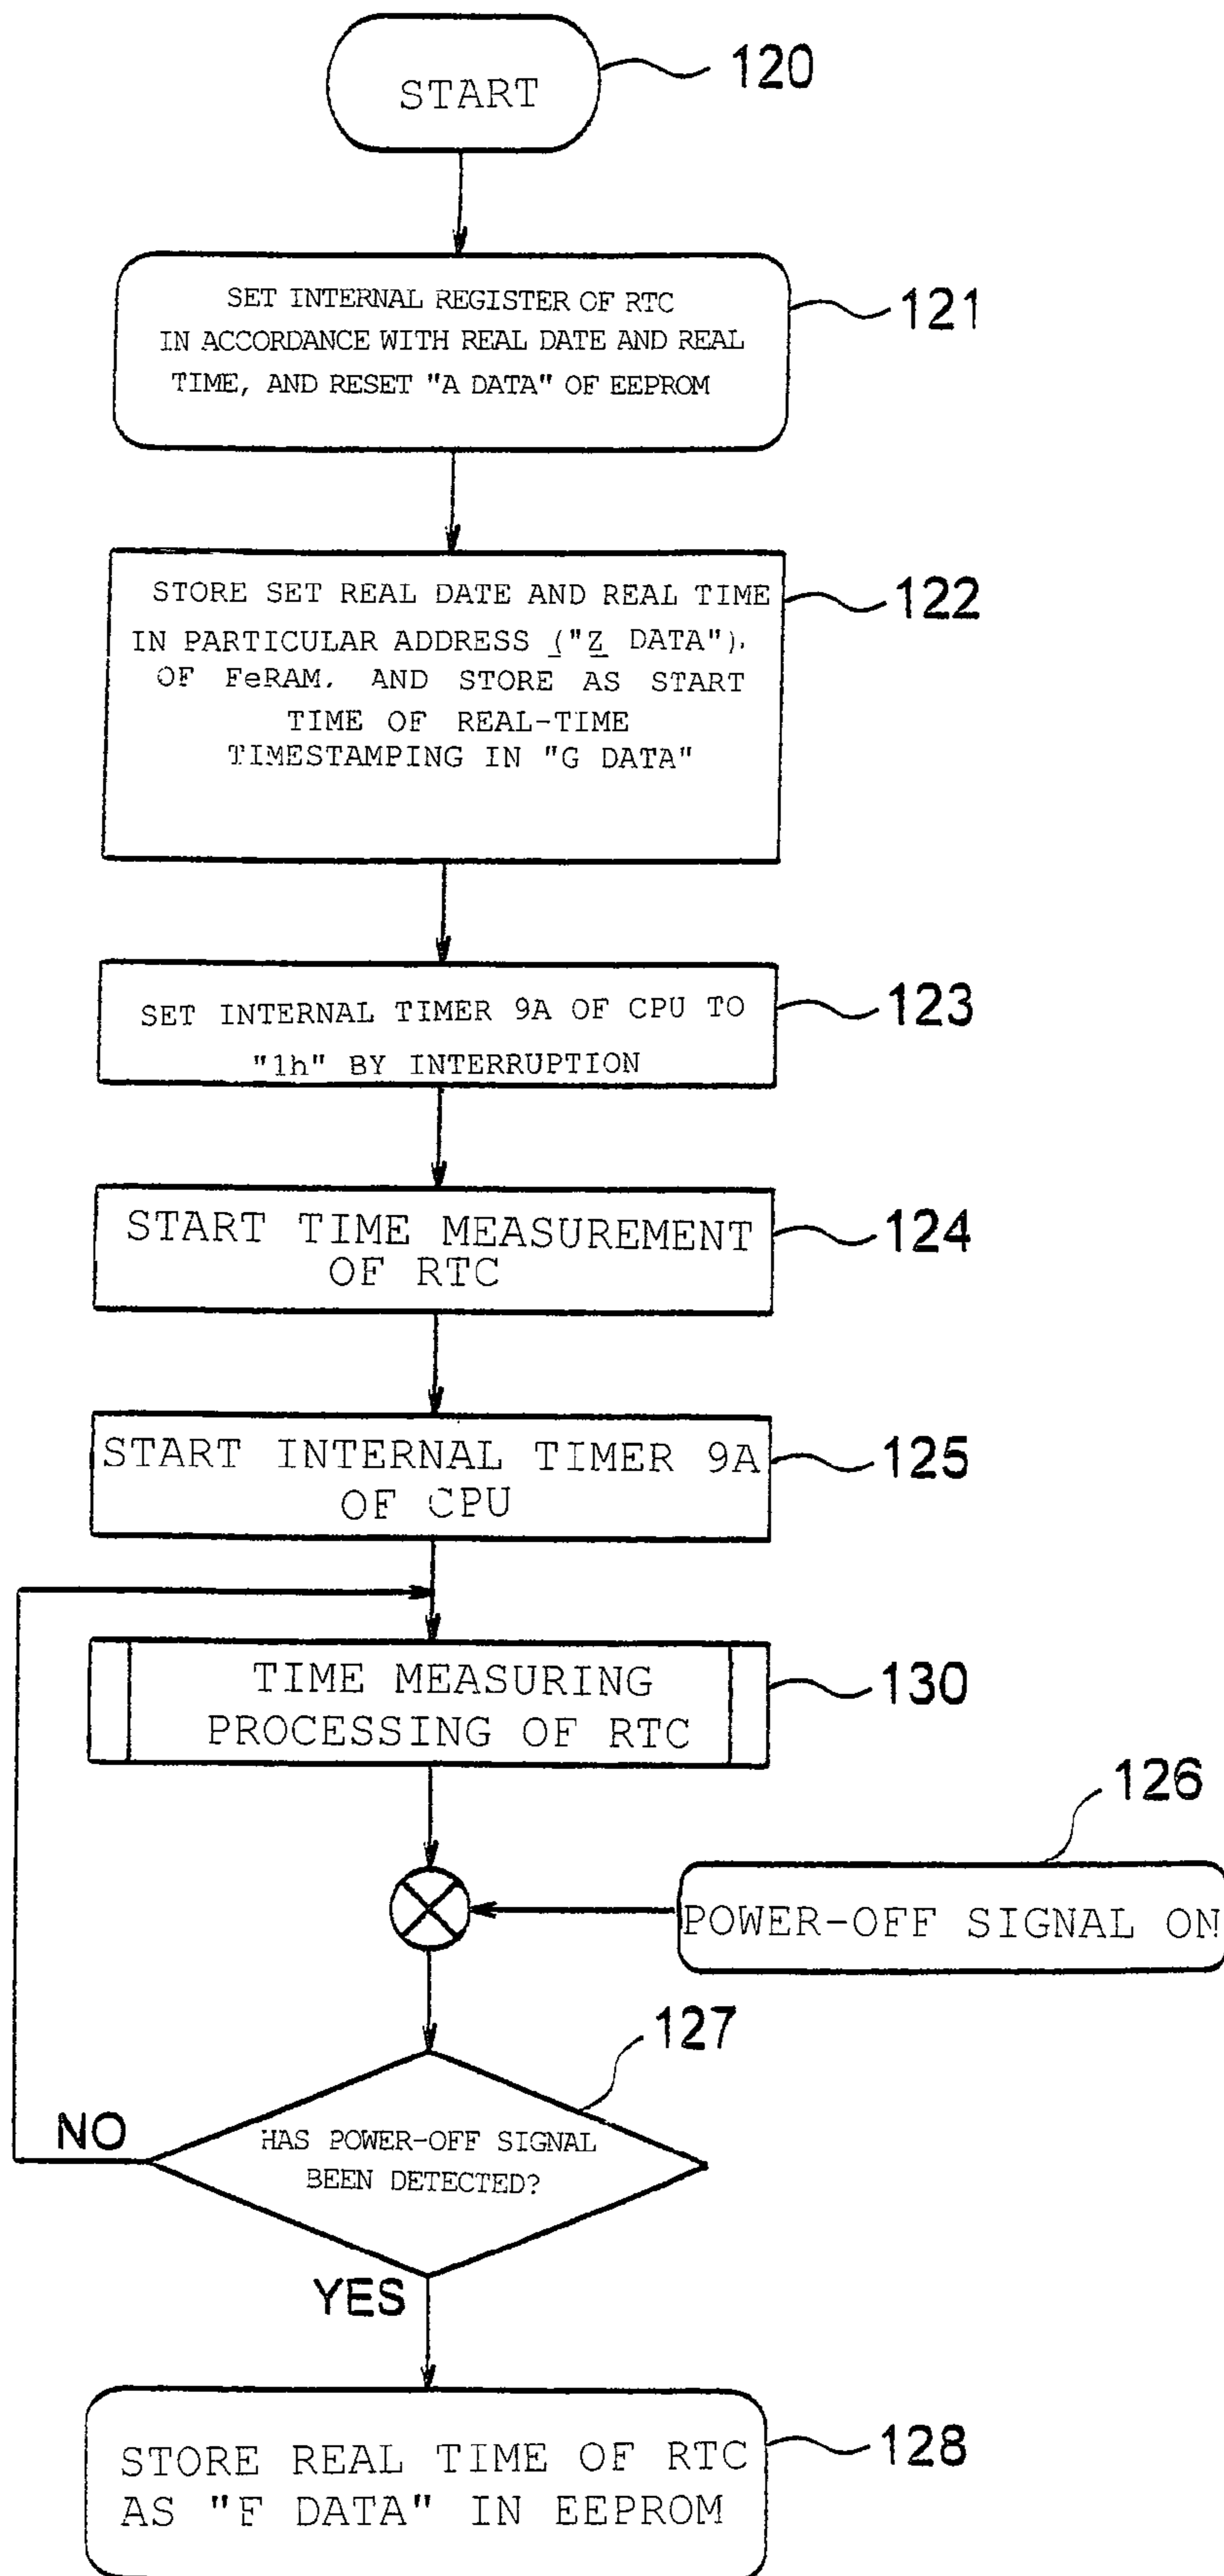 START
120
SET INTERNAL REGISTER OF RTC
IN ACCORDANCE WITH REAL DATE AND REAL
TIME, AND RESET "A DATA" OF EEPROM
121
STORE SET REAL DATE AND REAL TIME
IN PARTICULAR ADDRESS ("Z DATA"),
OF FeRAM, AND STORE AS START
TIME OF REAL-TIME
TIMESTAMPING IN "G DATA"
122
SET INTERNAL TIMER 9A OF CPU TO
"1h" BY INTERRUPTION
123
START TIME MEASUREMENT
OF RTC
124
START INTERNAL TIMER 9A
OF CPU
125
TIME MEASURING
PROCESSING OF RTC
130
126
POWER-OFF SIGNAL ON
127
HAS POWER-OFF SIGNAL
BEEN DETECTED?
NO
YES
STORE REAL TIME OF RTC
AS "F DATA" IN EEPROM
128